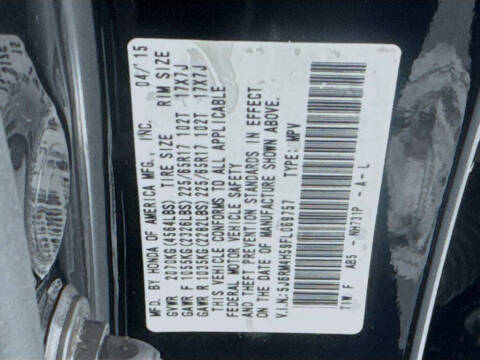 MFD. BY HONDA OF AMERICA MFG., INC. 04/'15
GVWR 2071KG(4564LBS) TIRE SIZE RIM SIZE
GAWR F 1055KG(2326LBS) 225/65R17 102T 17X7J
GAWR R 1035KG(2282LBS) 225/65R17 102T 17X7J
THIS VEHICLE CONFORMS TO ALL APPLICABLE
FEDERAL MOTOR VEHICLE SAFETY
AND THEFT PREVENTION STANDARDS IN EFFECT
ON THE DATE OF MANUFACTURE SHOWN ABOVE.
V.I.N:5J6RM4H59FL069757 TYPE: MPV
TIW F AB5 - NH731P - A - L